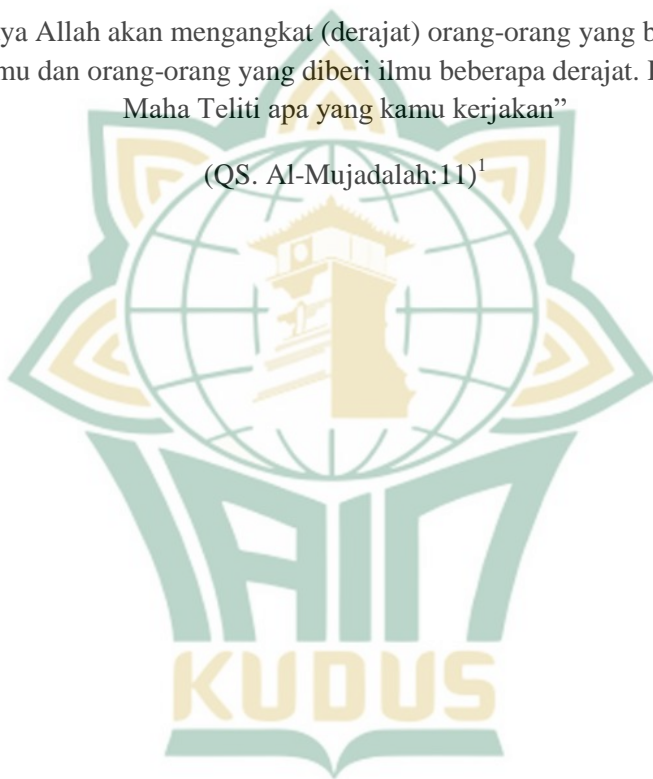 ya Allah akan mengangkat (derajat) orang-orang yang b
mu dan orang-orang yang diberi ilmu beberapa derajat.
Maha Teliti apa yang kamu kerjakan”
(QS. Al-Mujadalah:11)¹
IAIN
KUDUS